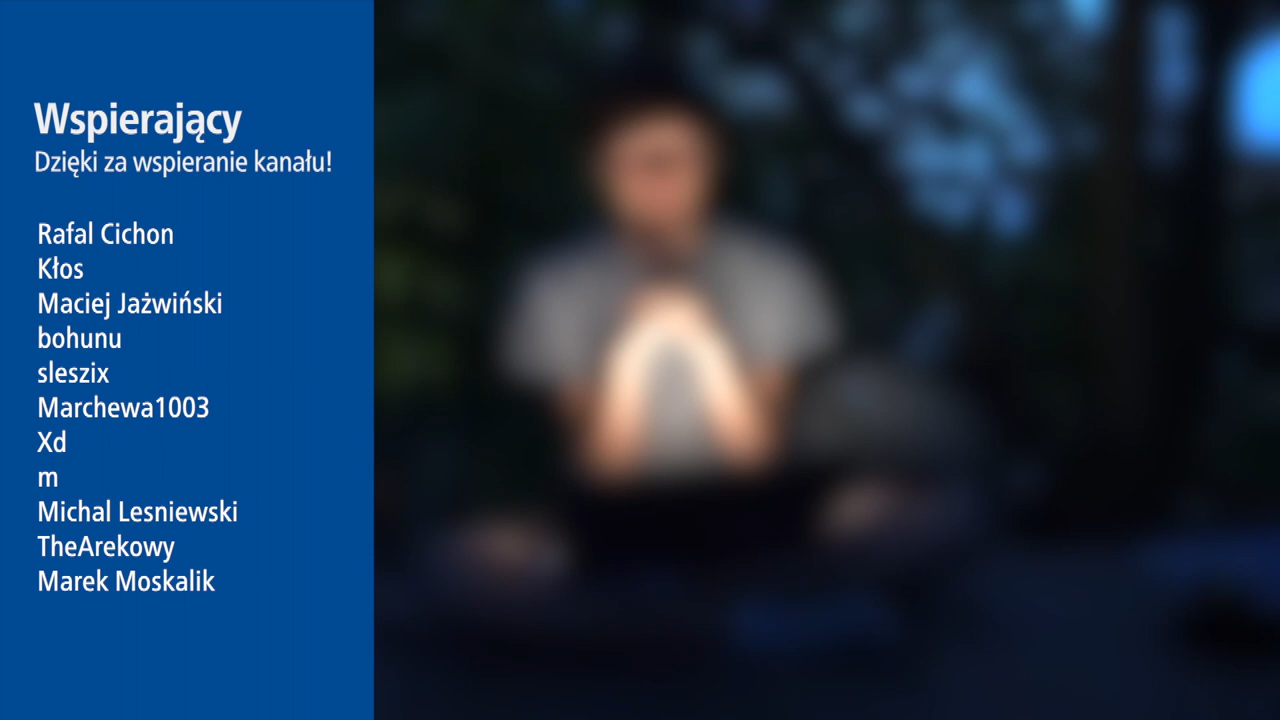 Wspierający
Dzięki za wspieranie kanału!
Rafal Cichon
Kłos
Maciej Jażwiński
bohunu
sleszix
Marchewa1003
Xd
m
Michal Lesniewski
TheArekowy
Marek Moskalik